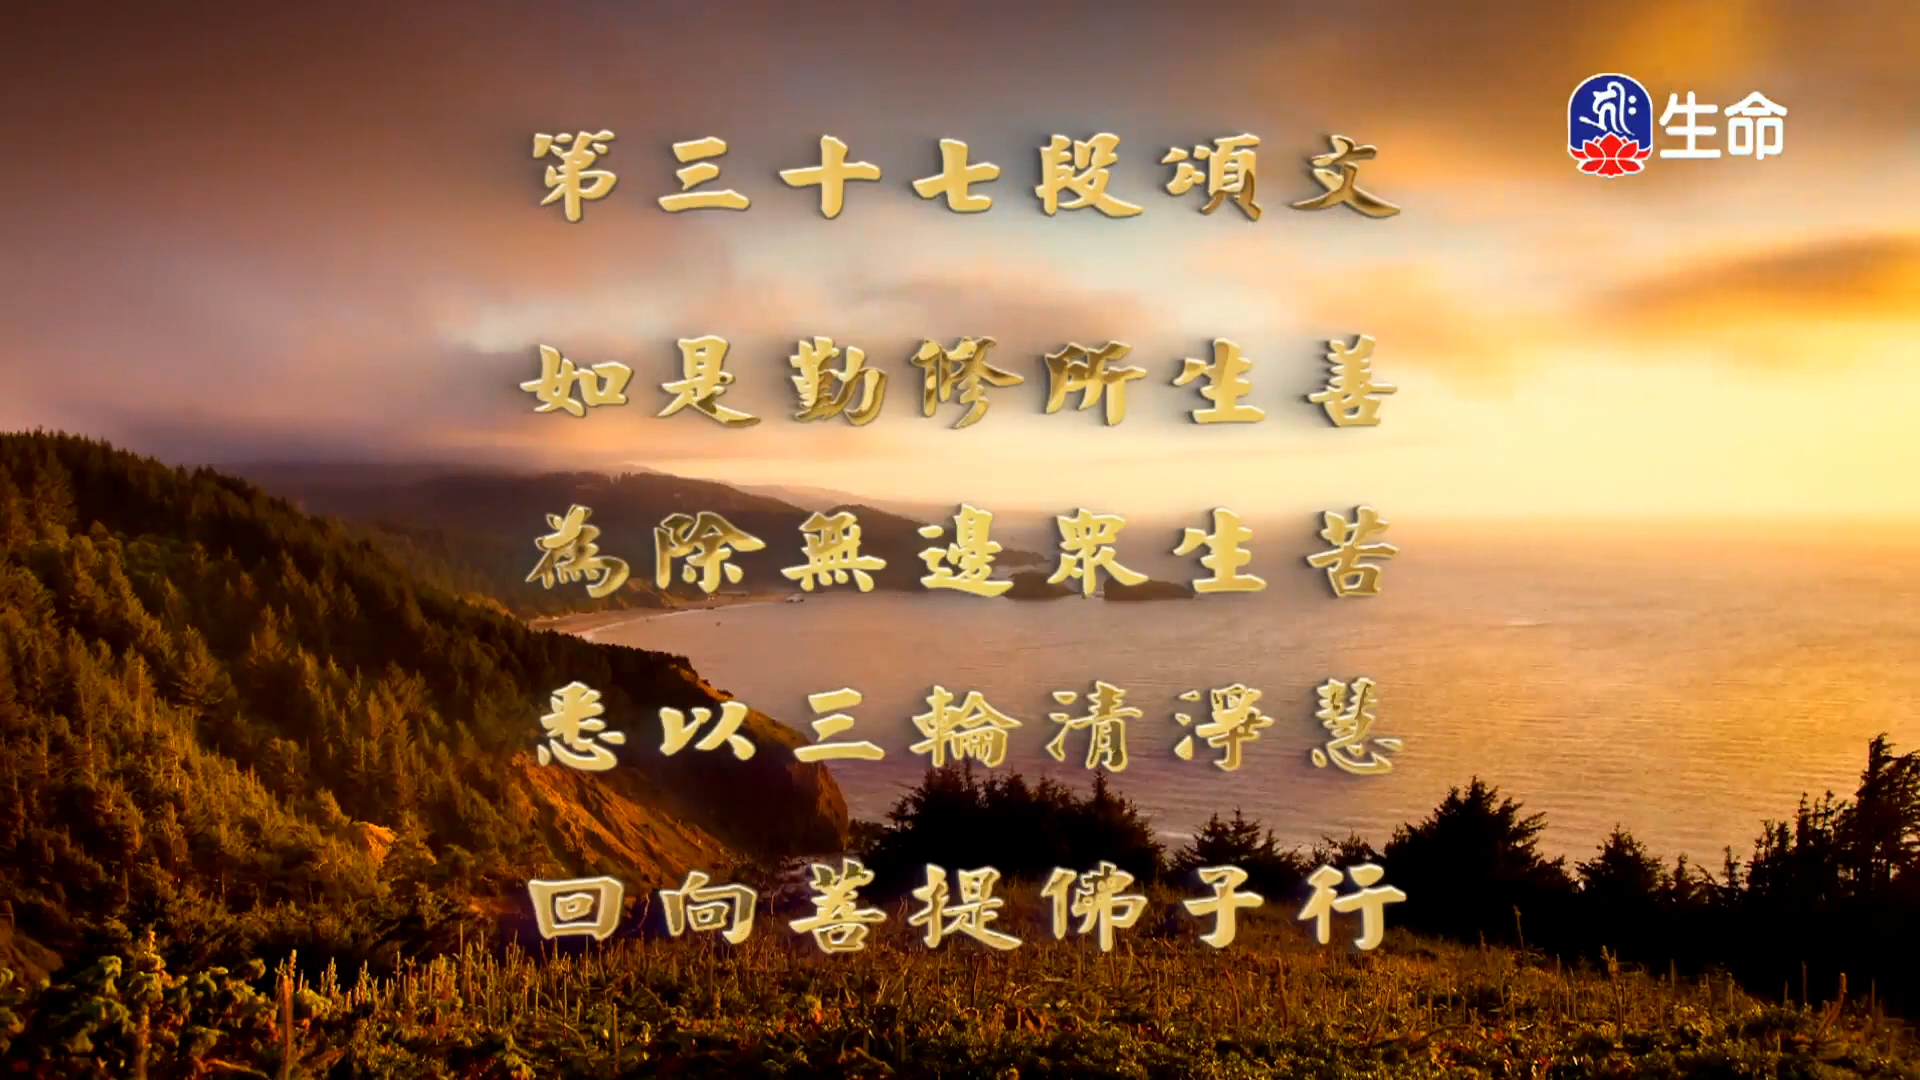 生命
第三十七段頌文
如是勤修所生善
為除無邊眾生苦
悉以三輪清淨慧
回向菩提佛子行